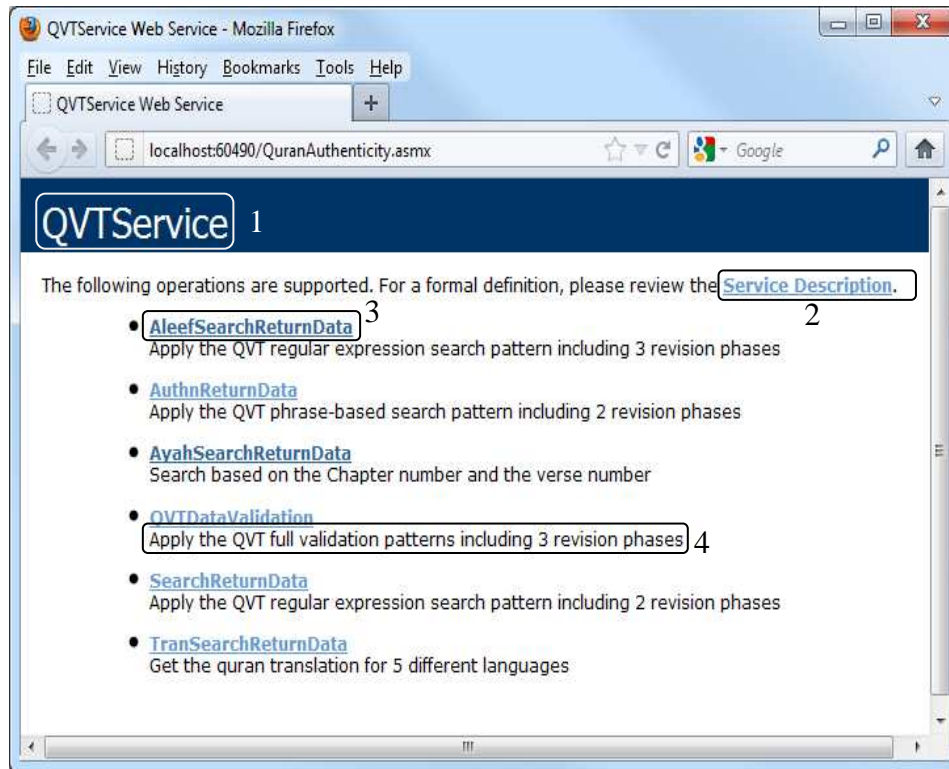 QVTService Web Service - Mozilla Firefox
File Edit View History Bookmarks Tools Help
QVTService Web Service +
localhost:60490/QuranAuthenticity.asmx Google
QVTService 1
The following operations are supported. For a formal definition, please review the Service Description.
2
AleefSearchReturnData 3
Apply the QVT regular expression search pattern including 3 revision phases
AuthnReturnData
Apply the QVT phrase-based search pattern including 2 revision phases
AyahSearchReturnData
Search based on the Chapter number and the verse number
QVTDataValidation
Apply the QVT full validation patterns including 3 revision phases 4
SearchReturnData
Apply the QVT regular expression search pattern including 2 revision phases
TranSearchReturnData
Get the quran translation for 5 different languages